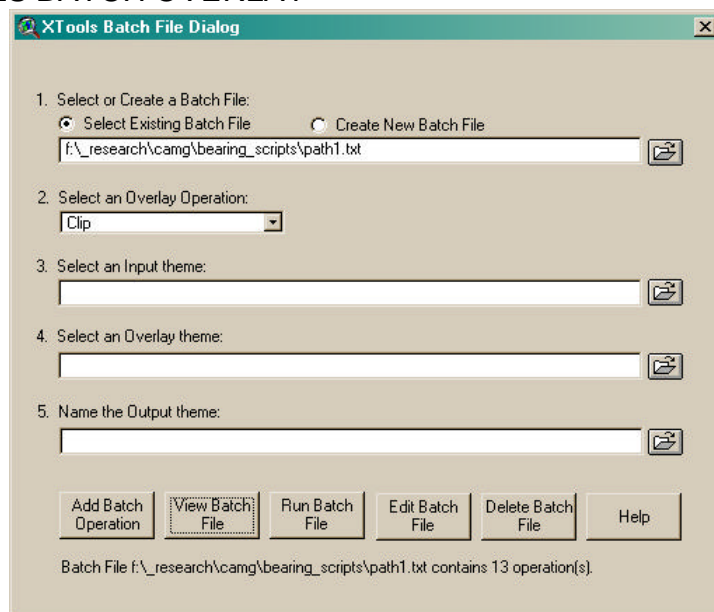 XTools Batch File Dialog
1. Select or Create a Batch File:
Select Existing Batch File
Create New Batch File
f:\_research\camg\bearing_scripts\path1.txt
2. Select an Overlay Operation:
Clip
3. Select an Input theme:
4. Select an Overlay theme:
5. Name the Output theme:
Add Batch
Operation
View Batch
File
Run Batch
File
Edit Batch
File
Delete Batch
File
Help
Batch File f:\_research\camg\bearing_scripts\path1.txt contains 13 operation(s).